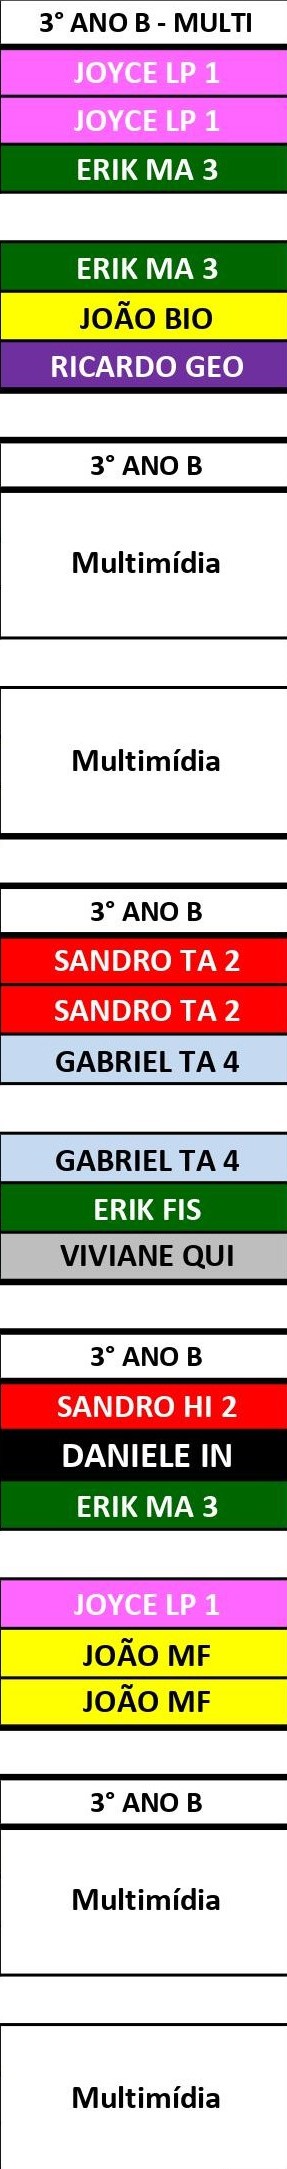 3° ANO B - MULTI
JOYCE LP 1
JOYCE LP 1
ERIK MA 3
ERIK MA 3
JOÃO BIO
RICARDO GEO
3° ANO B
Multimídia
Multimídia
3° ANO B
SANDRO TA 2
SANDRO TA 2
GABRIEL TA 4
GABRIEL TA 4
ERIK FIS
VIVIANE QUI
3° ANO B
SANDRO HI 2
DANIELE IN
ERIK MA 3
JOYCE LP 1
JOÃO MF
JOÃO MF
3° ANO B
Multimídia
Multimídia